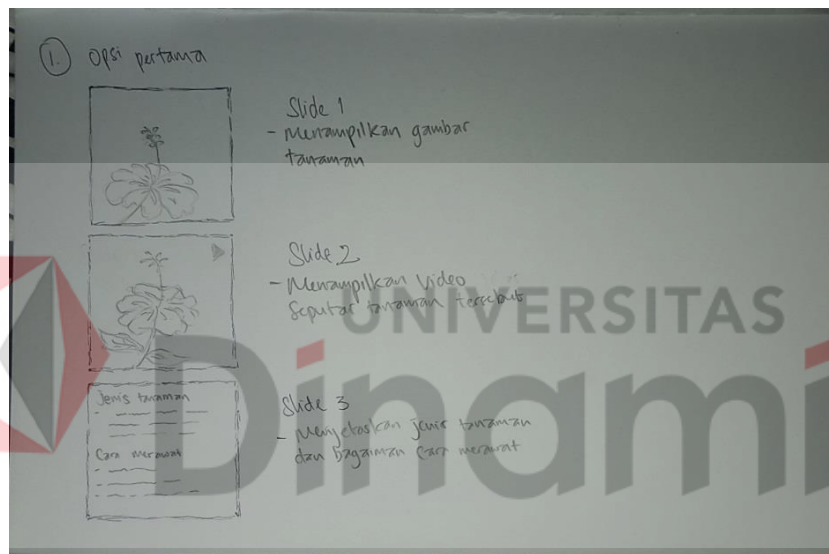 1. Opsi pertama
Slide 1
- Menampilkan gambar
tanaman
Slide 2
- Menampilkan Video
Seputar tanaman tersebut
Jenis tanaman
Cara merawat
Slide 3
- Menjelaskan jenis tanaman
dan bagaiman Cara merawat
UNIVERSITAS
Dinami